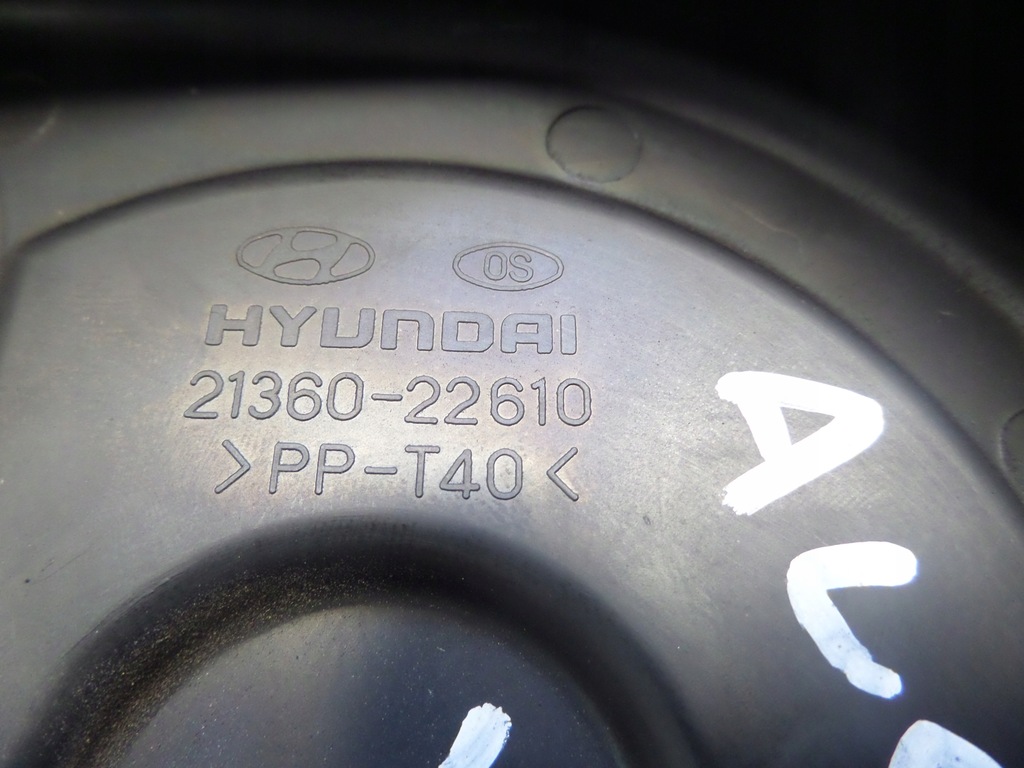 OS
HYUNDAI
21360-22610
>PP-T40<